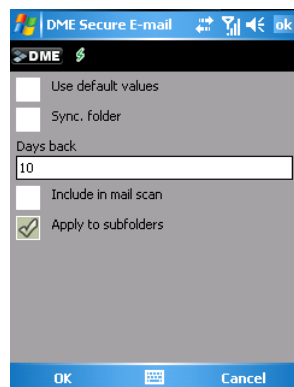 DME Secure E-mail ok
DME
Use default values
Sync. folder
Days back
10
Include in mail scan
Apply to subfolders
OK Cancel